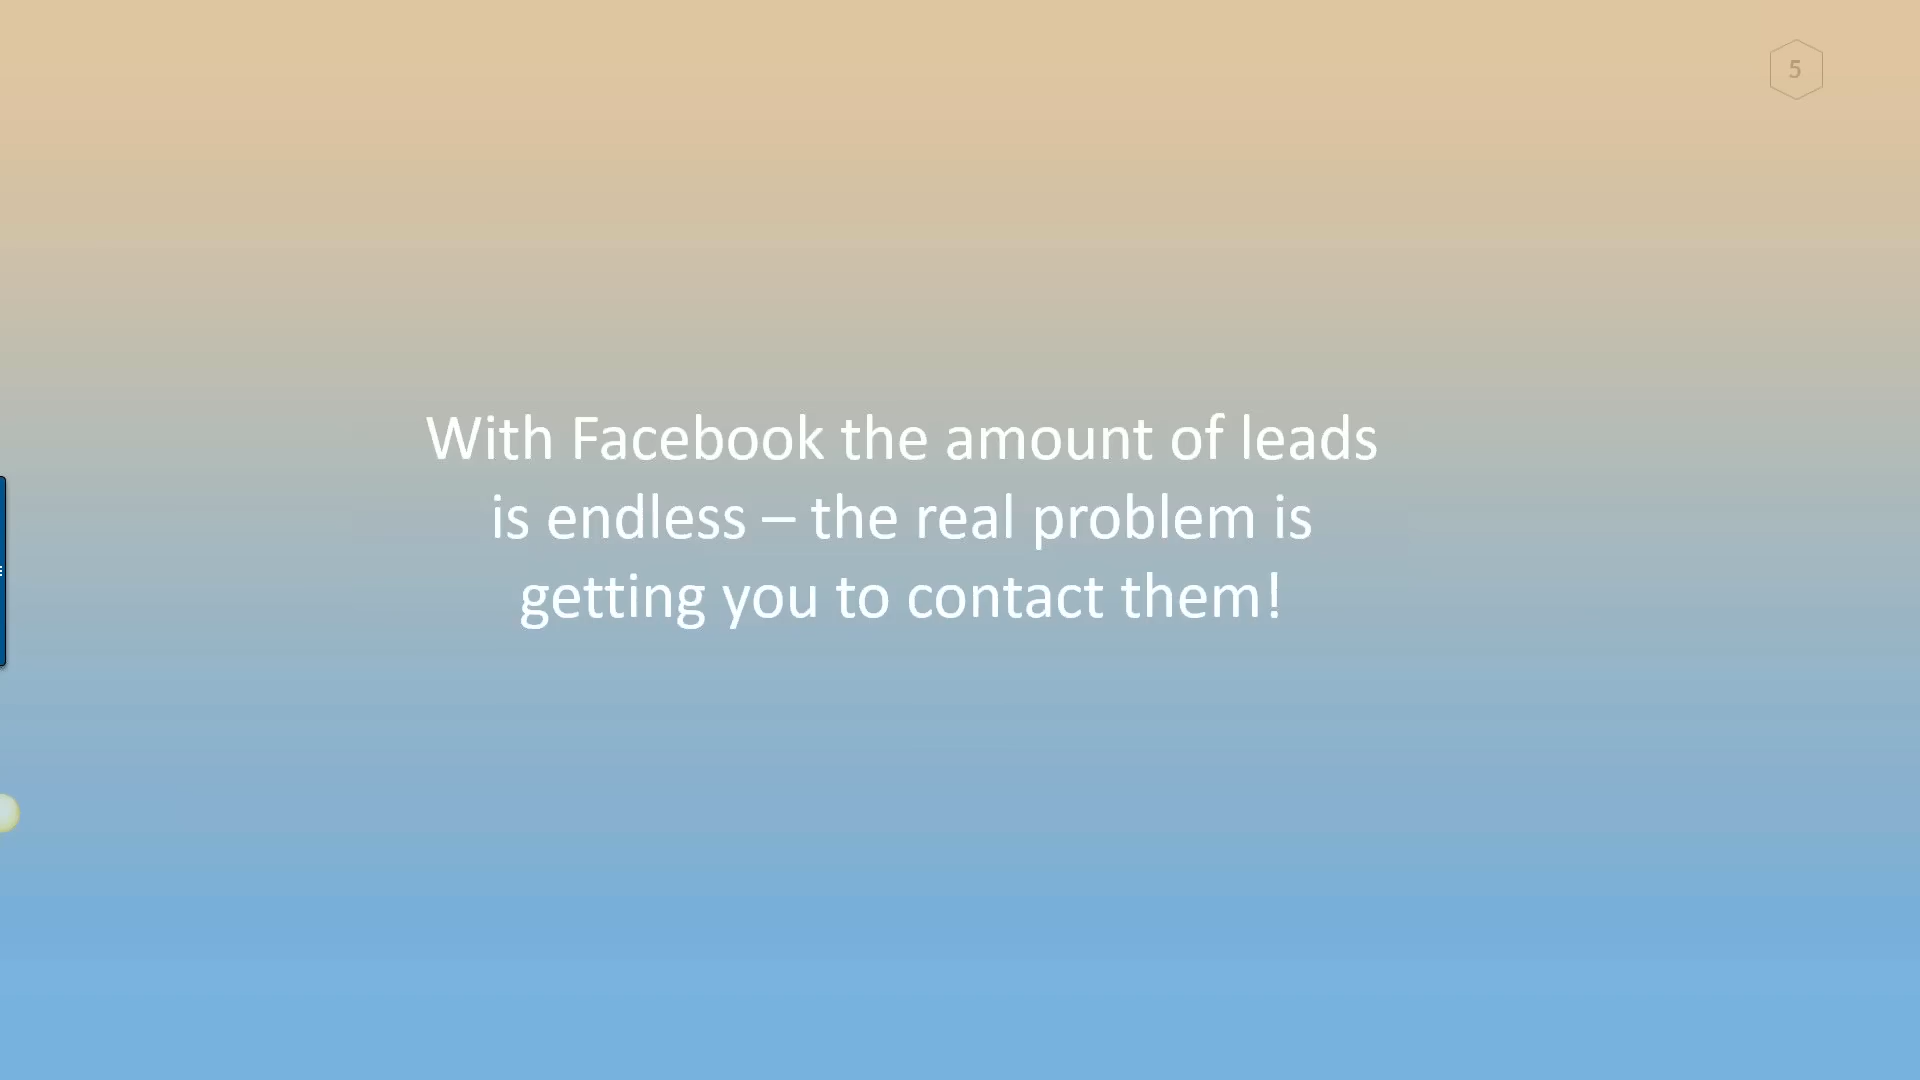 5
With Facebook the amount of leads
is endless – the real problem is
getting you to contact them!